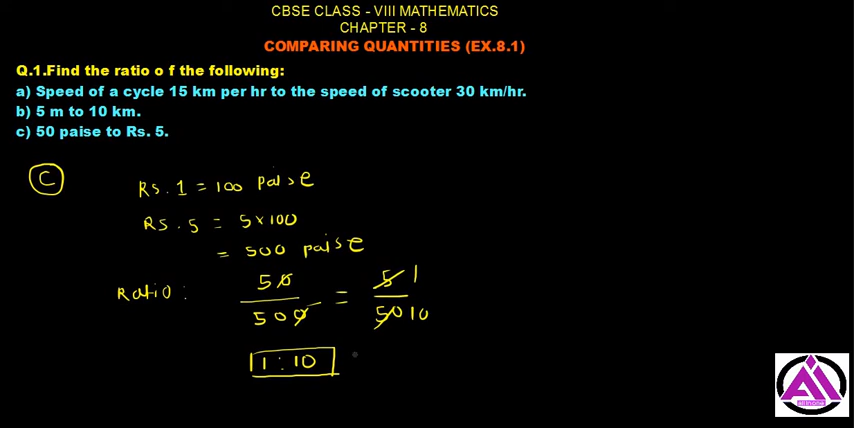 CBSE CLASS - VIII MATHEMATICS
CHAPTER - 8
COMPARING QUANTITIES (EX.8.1)
Q.1.Find the ratio o f the following:
a) Speed of a cycle 15 km per hr to the speed of scooter 30 km/hr.
b) 5 m to 10 km.
c) 50 paise to Rs. 5.
C
Rs. 1 = 100 paise
Rs. 5 = 5 × 100
= 500 paise
Ratio : 50/500 = 5/50 1/10
1 : 10
all in one